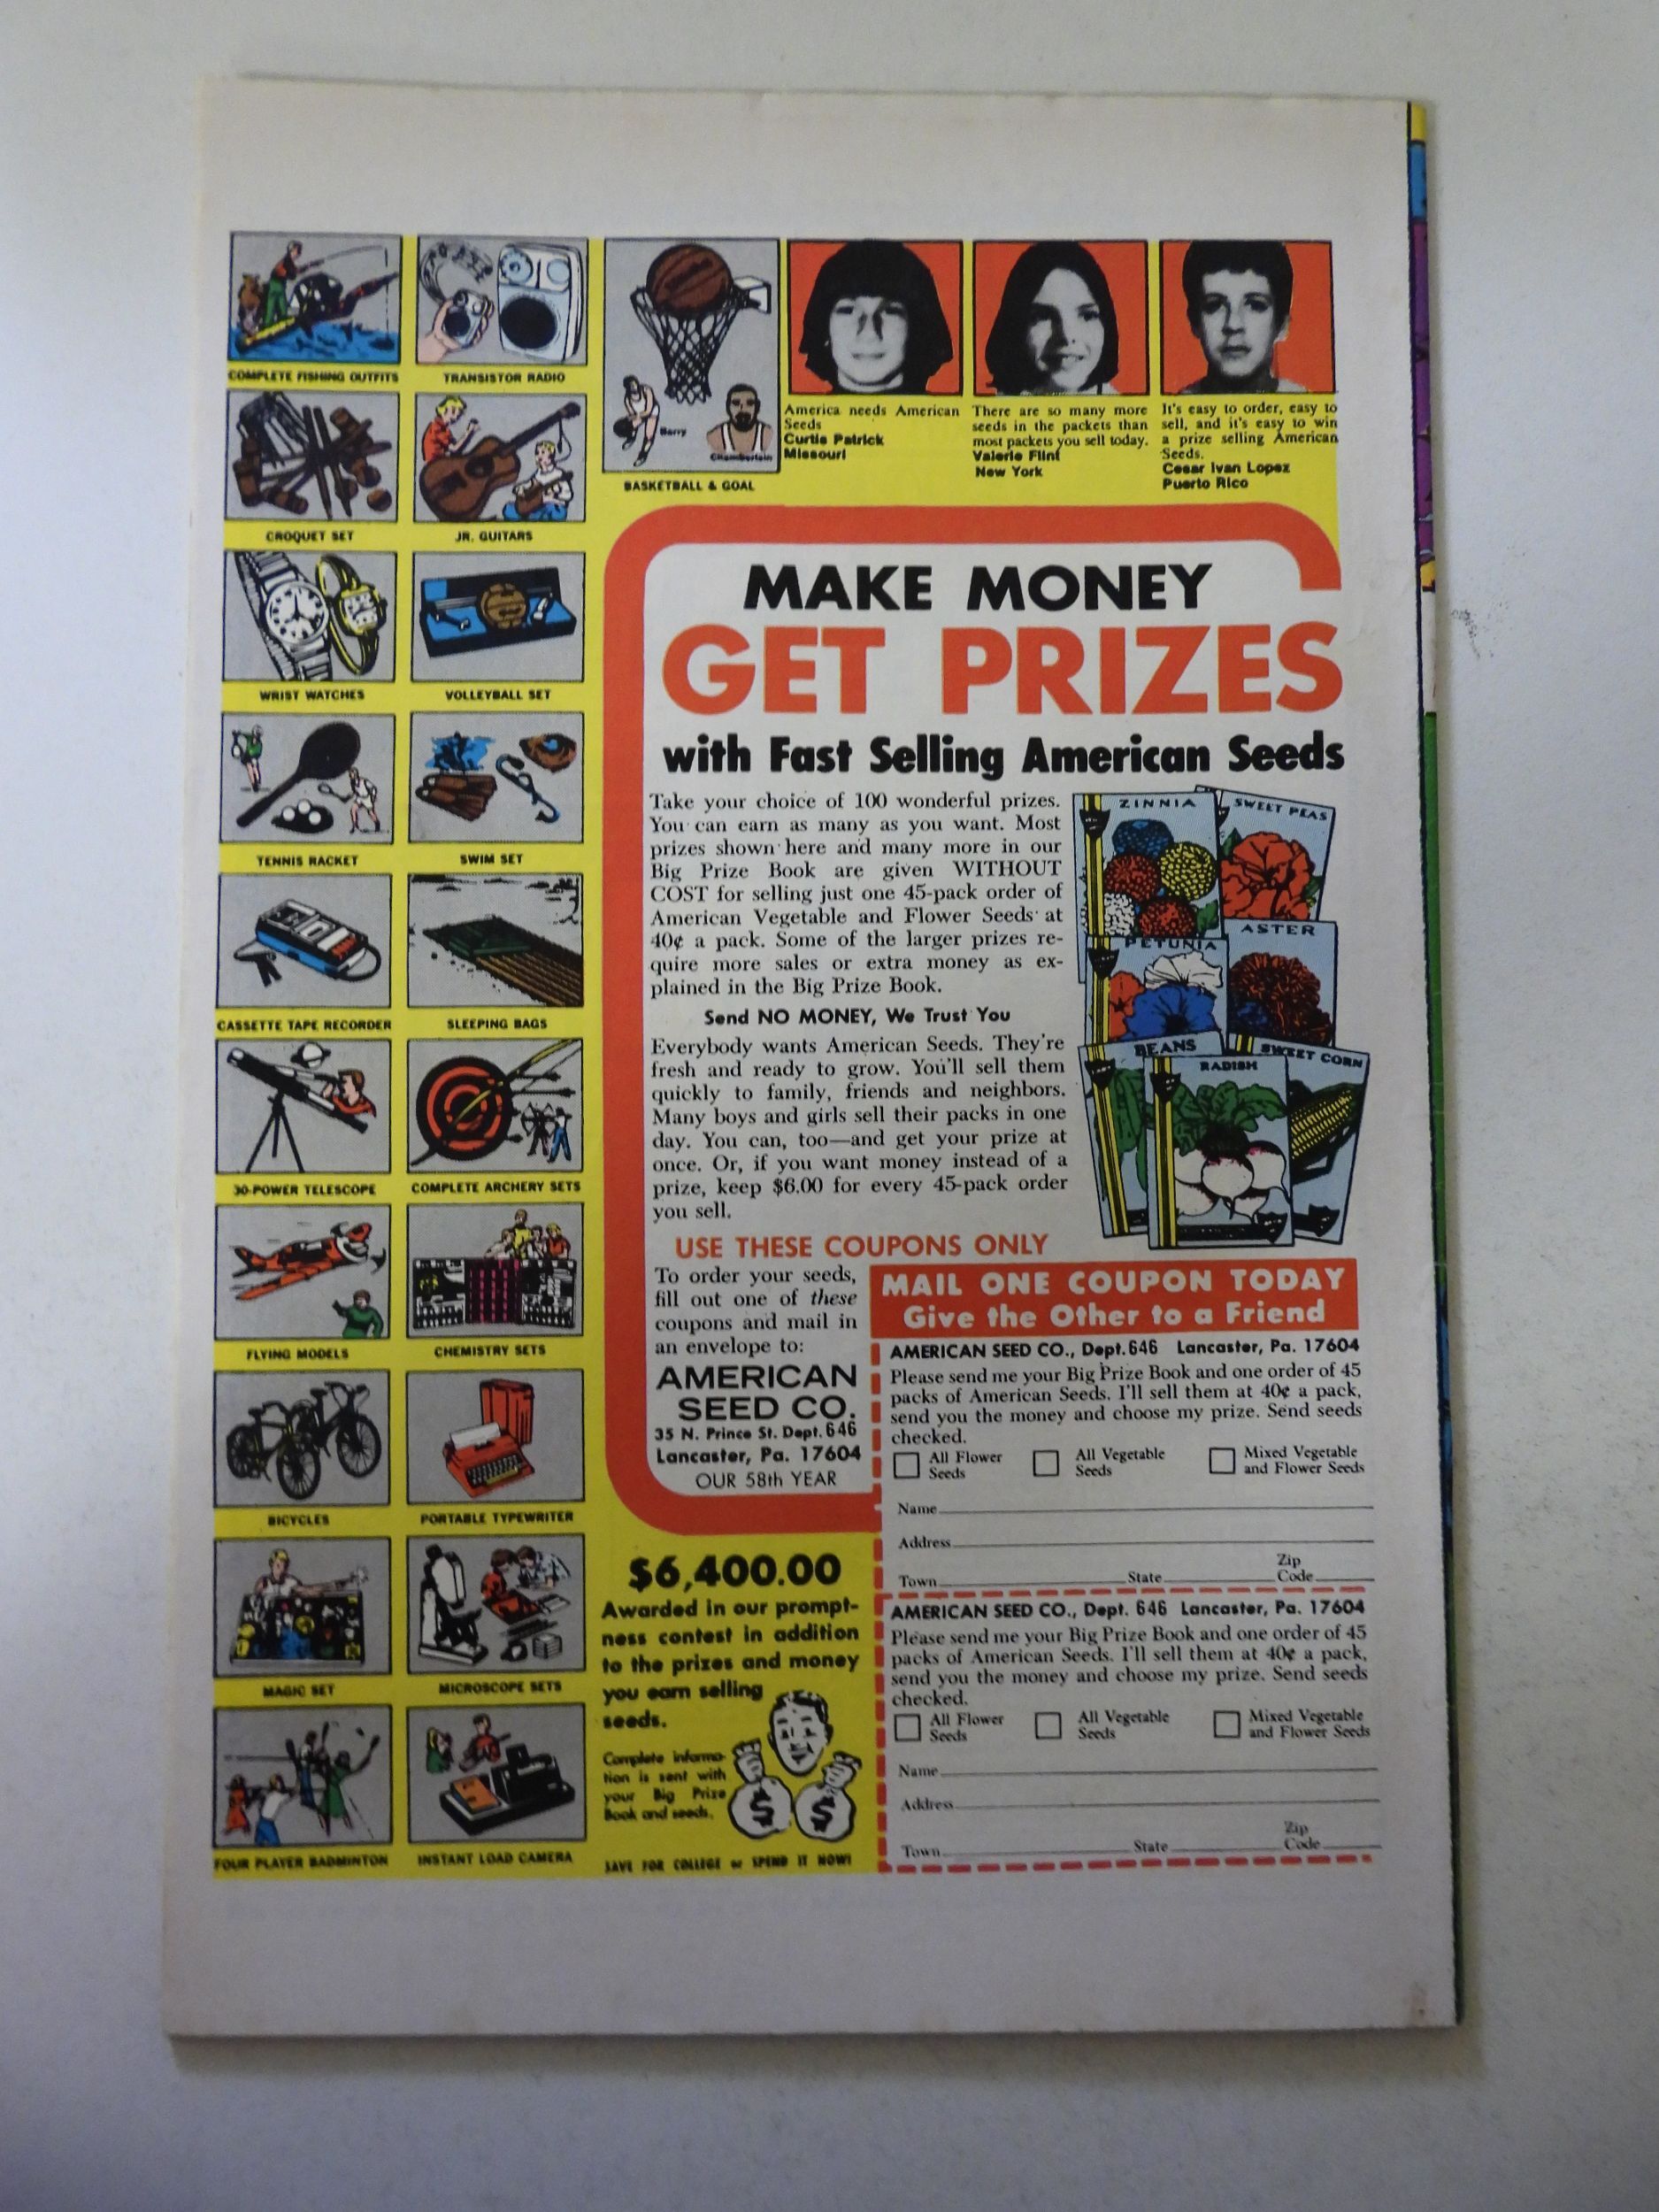 COMPLETE FISHING OUTFITS
TRANSISTOR RADIO
CROQUET SET
JR. GUITARS
WRIST WATCHES
VOLLEYBALL SET
TENNIS RACKET
SWIM SET
CASSETTE TAPE RECORDER
SLEEPING BAGS
30-POWER TELESCOPE
COMPLETE ARCHERY SETS
FLYING MODELS
CHEMISTRY SETS
BICYCLES
PORTABLE TYPEWRITER
MAGIC SET
MICROSCOPE SETS
FOUR PLAYER BADMINTON
INSTANT LOAD CAMERA
Barry
Chamberlain
BASKETBALL & GOAL
America needs American
Seeds
Curtis Patrick
Missouri
There are so many more
seeds in the packets than
most packets you sell today.
Valerie Flint
New York
It's easy to order, easy to
sell, and it's easy to win
a prize selling American
Seeds.
Cesar Ivan Lopez
Puerto Rico
MAKE MONEY
GET PRIZES
with Fast Selling American Seeds
Take your choice of 100 wonderful prizes.
You can earn as many as you want. Most
prizes shown here and many more in our
Big Prize Book are given WITHOUT
COST for selling just one 45-pack order of
American Vegetable and Flower Seeds at
40¢ a pack. Some of the larger prizes re-
quire more sales or extra money as ex-
plained in the Big Prize Book.
Send NO MONEY, We Trust You
Everybody wants American Seeds. They're
fresh and ready to grow. You'll sell them
quickly to family, friends and neighbors.
Many boys and girls sell their packs in one
day. You can, too—and get your prize at
once. Or, if you want money instead of a
prize, keep $6.00 for every 45-pack order
you sell.
ZINNIA
SWEET PEAS
PETUNIA
ASTER
BEANS
RADISH
SWEET CORN
USE THESE COUPONS ONLY
To order your seeds,
fill out one of these
coupons and mail in
an envelope to:
AMERICAN
SEED CO.
35 N. Prince St. Dept. 646
Lancaster, Pa. 17604
OUR 58th YEAR
MAIL ONE COUPON TODAY
Give the Other to a Friend
AMERICAN SEED CO., Dept. 646 Lancaster, Pa. 17604
Please send me your Big Prize Book and one order of 45
packs of American Seeds. I'll sell them at 40¢ a pack,
send you the money and choose my prize. Send seeds
checked.
All Flower
Seeds
All Vegetable
Seeds
Mixed Vegetable
and Flower Seeds
Name
Address
Town State Zip
Code
AMERICAN SEED CO., Dept. 646 Lancaster, Pa. 17604
Please send me your Big Prize Book and one order of 45
packs of American Seeds. I'll sell them at 40¢ a pack,
send you the money and choose my prize. Send seeds
checked.
All Flower
Seeds
All Vegetable
Seeds
Mixed Vegetable
and Flower Seeds
Name
Address
Town State Zip
Code
$6,400.00
Awarded in our prompt-
ness contest in addition
to the prizes and money
you earn selling
seeds.
Complete informa-
tion is sent with
your Big Prize
Book and seeds.
$ $
SAVE FOR COLLEGE or SPEND IT NOW!